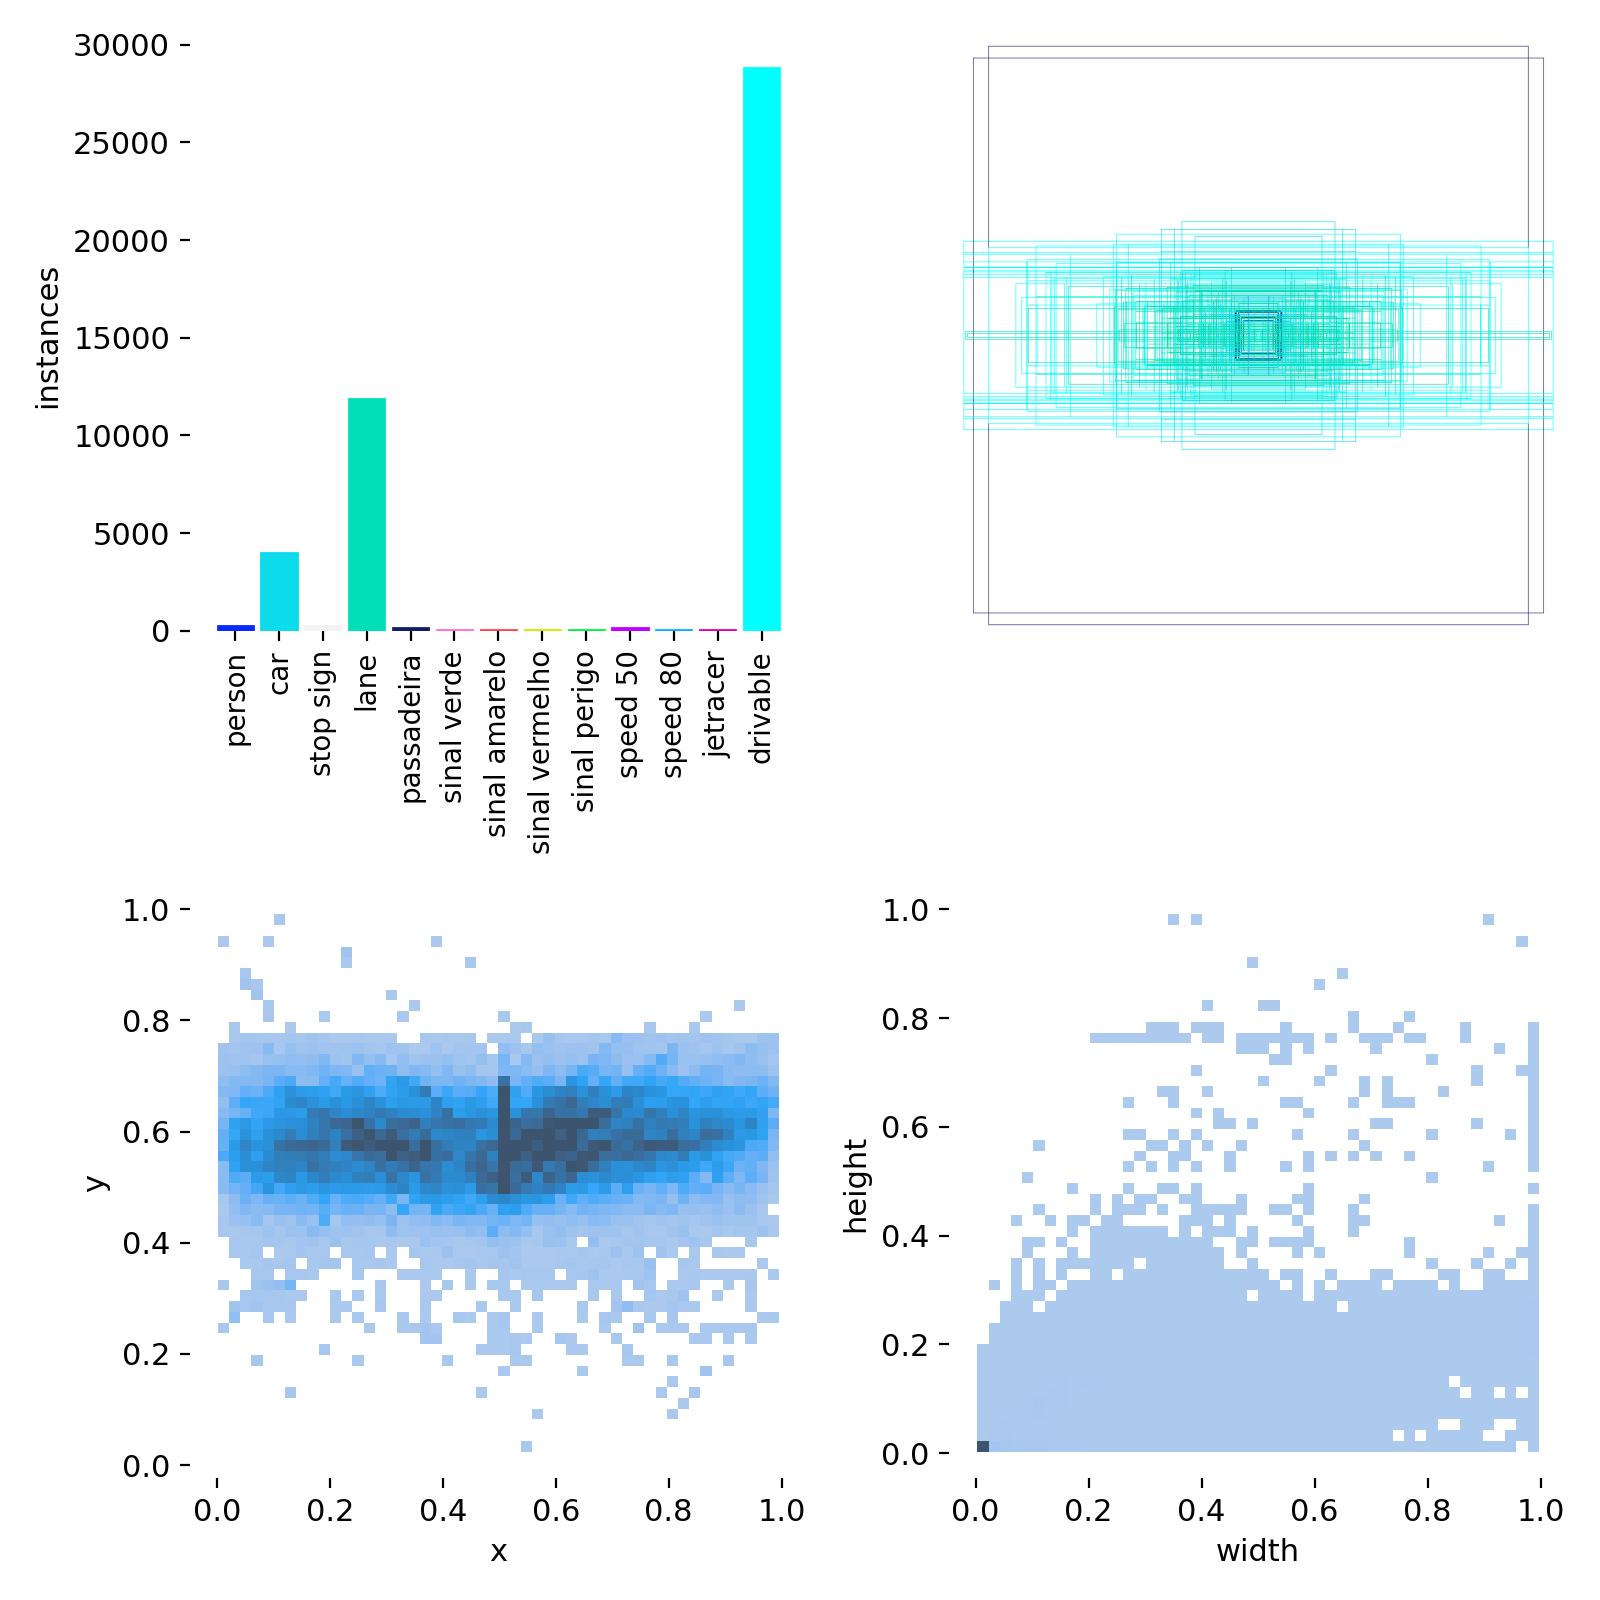 30000
25000
20000
15000
10000
5000
0
instances
person
car
stop sign
lane
passadeira
sinal verde
sinal amarelo
sinal vermelho
sinal perigo
speed 50
speed 80
jetracer
drivable
1.0
0.8
0.6
0.4
0.2
0.0
y
0.0 0.2 0.4 0.6 0.8 1.0
x
1.0
0.8
0.6
0.4
0.2
0.0
height
0.0 0.2 0.4 0.6 0.8 1.0
width